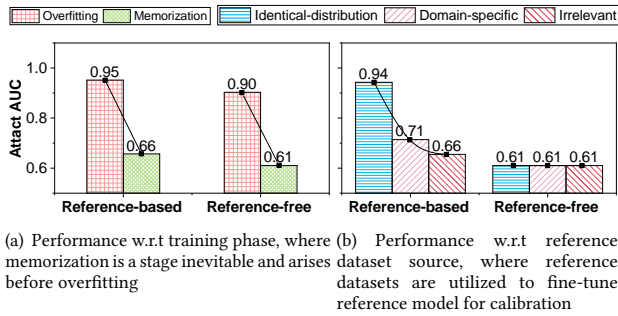 Overfitting Memorization Identical-distribution Domain-specific Irrelevant
Attact AUC
1.0
0.8
0.6
0.95
0.66
0.90
0.61
Reference-based Reference-free
0.94
0.71
0.66
0.61 0.61 0.61
Reference-based Reference-free
(a) Performance w.r.t training phase, where
memorization is a stage inevitable and arises
before overfitting
(b) Performance w.r.t reference
dataset source, where reference
datasets are utilized to fine-tune
reference model for calibration